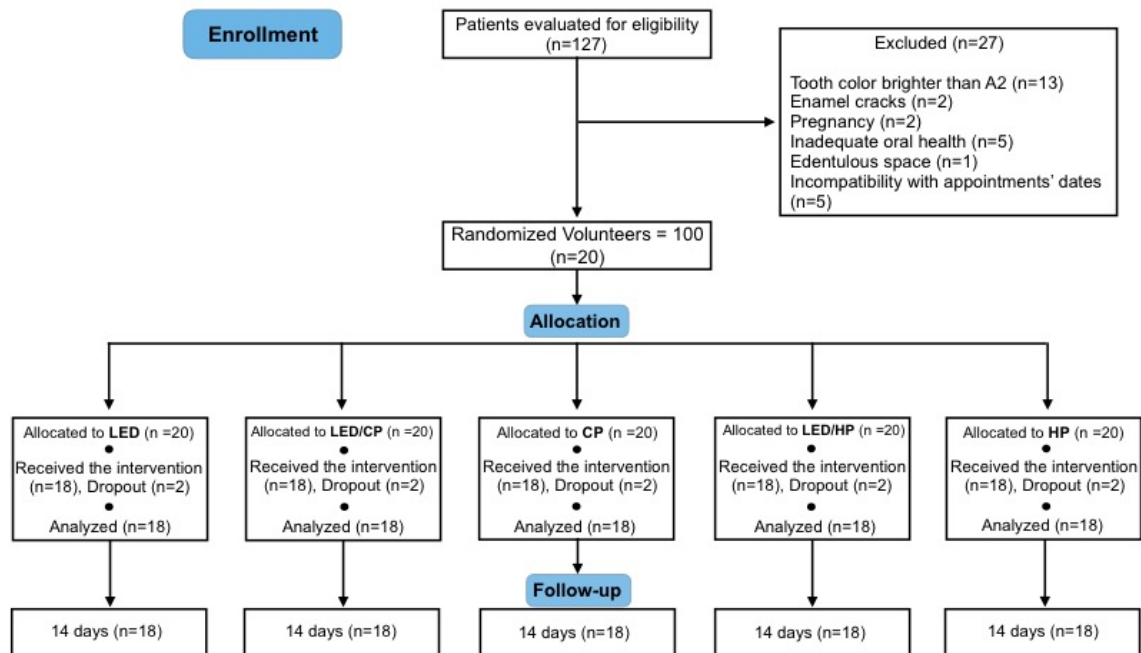 Enrollment
Patients evaluated for eligibility
(n=127)
Excluded (n=27)
Tooth color brighter than A2 (n=13)
Enamel cracks (n=2)
Pregnancy (n=2)
Inadequate oral health (n=5)
Edentulous space (n=1)
Incompatibility with appointments’ dates
(n=5)
Randomized Volunteers = 100
(n=20)
Allocation
Allocated to LED (n =20)
Received the intervention
(n=18), Dropout (n=2)
Analyzed (n=18)
Allocated to LED/CP (n =20)
Received the intervention
(n=18), Dropout (n=2)
Analyzed (n=18)
Allocated to CP (n =20)
Received the intervention
(n=18), Dropout (n=2)
Analyzed (n=18)
Allocated to LED/HP (n =20)
Received the intervention
(n=18), Dropout (n=2)
Analyzed (n=18)
Allocated to HP (n =20)
Received the intervention
(n=18), Dropout (n=2)
Analyzed (n=18)
Follow-up
14 days (n=18)
14 days (n=18)
14 days (n=18)
14 days (n=18)
14 days (n=18)